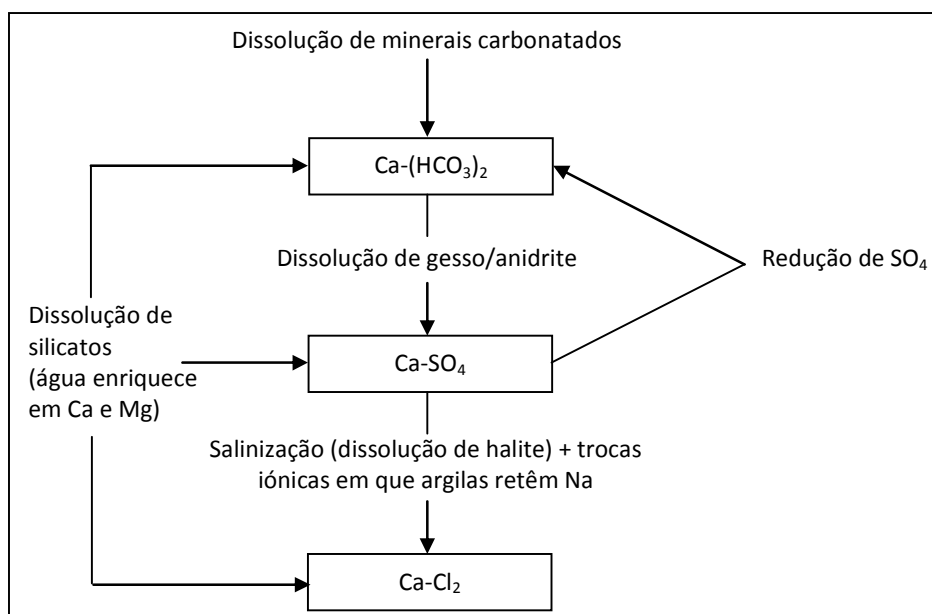 Dissolução de minerais carbonatados
Ca-(HCO₃)₂
Dissolução de gesso/anidrite
Redução de SO₄
Dissolução de
silicatos
(água enriquece
em Ca e Mg)
Ca-SO₄
Salinização (dissolução de halite) + trocas
iónicas em que argilas retêm Na
Ca-Cl₂